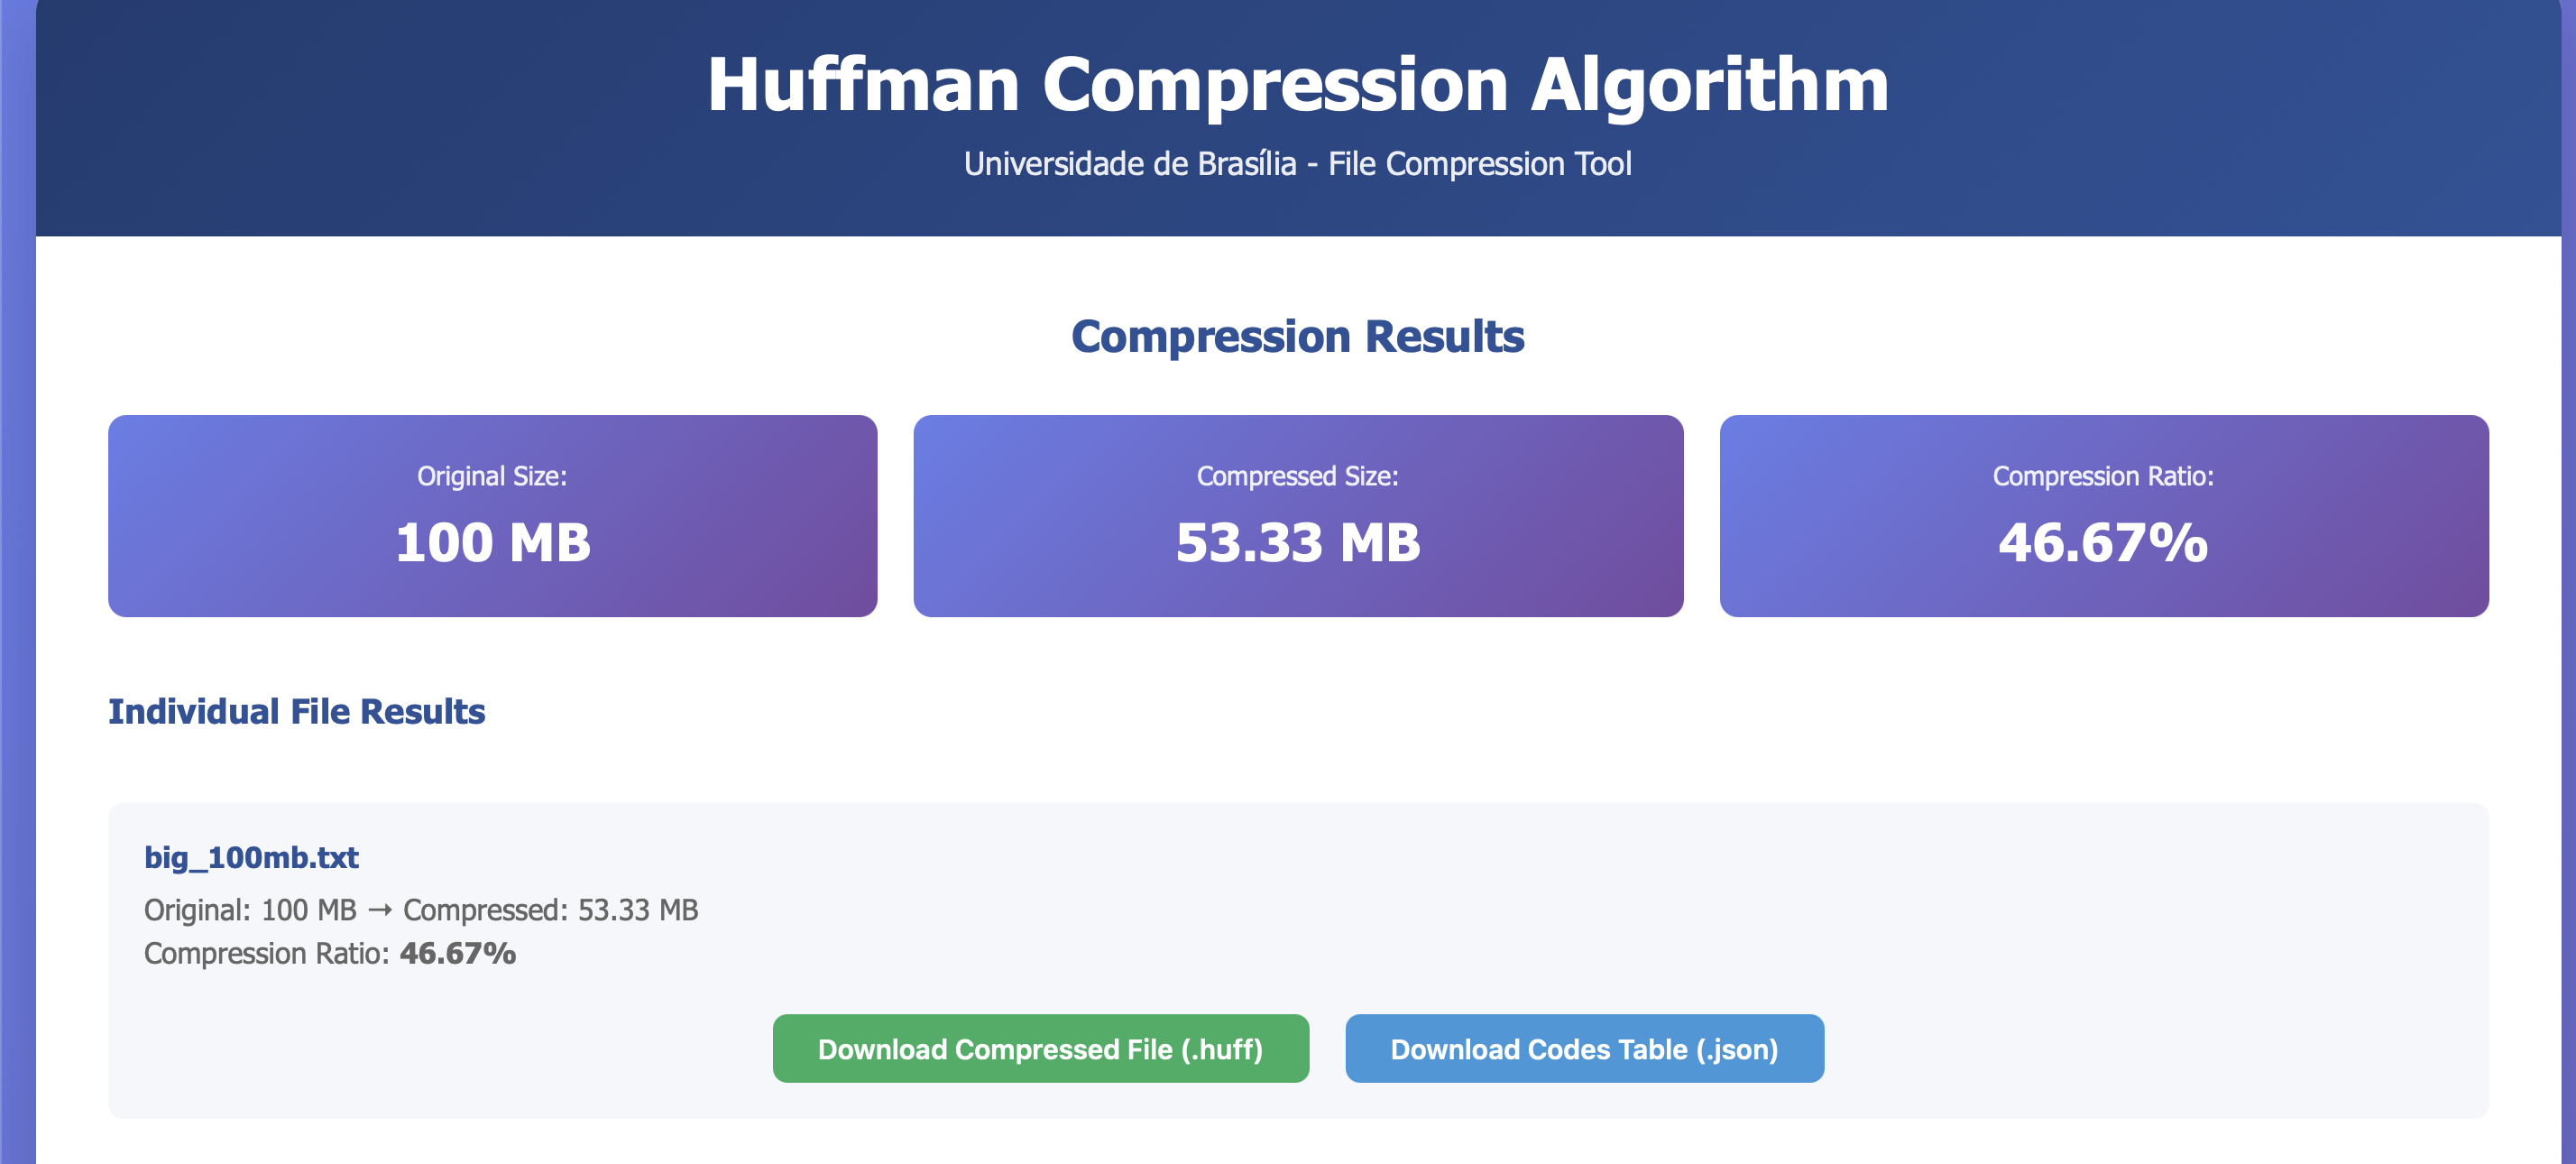 Huffman Compression Algorithm
Universidade de Brasília - File Compression Tool
Compression Results
Original Size:
100 MB
Compressed Size:
53.33 MB
Compression Ratio:
46.67%
Individual File Results
big_100mb.txt
Original: 100 MB → Compressed: 53.33 MB
Compression Ratio: 46.67%
Download Compressed File (.huff)
Download Codes Table (.json)